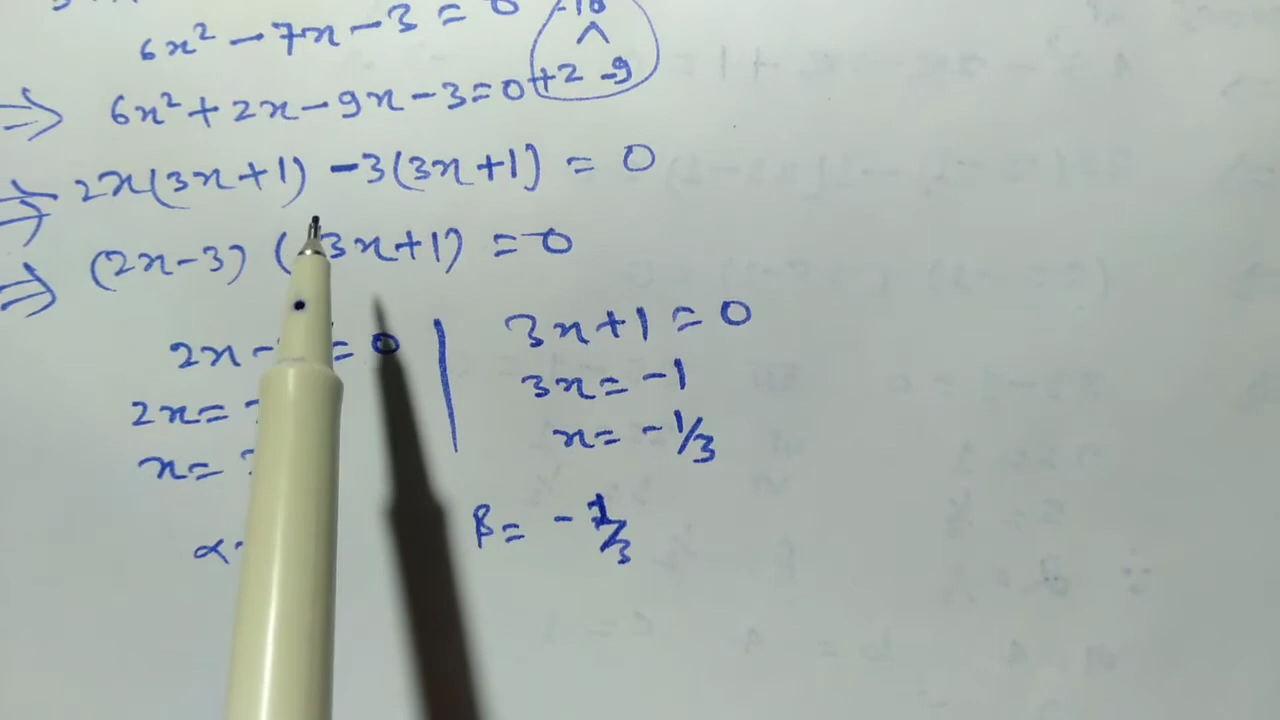 6x² - 7x - 3 = 0
-18
+2 -9
⇒ 6x² + 2x - 9x - 3 = 0
⇒ 2x(3x+1) - 3(3x+1) = 0
⇒ (2x-3) (3x+1) = 0
2x - = 0
3x+1 = 0
2x =
3x = -1
x =
x = -1/3
α
β = -1/3